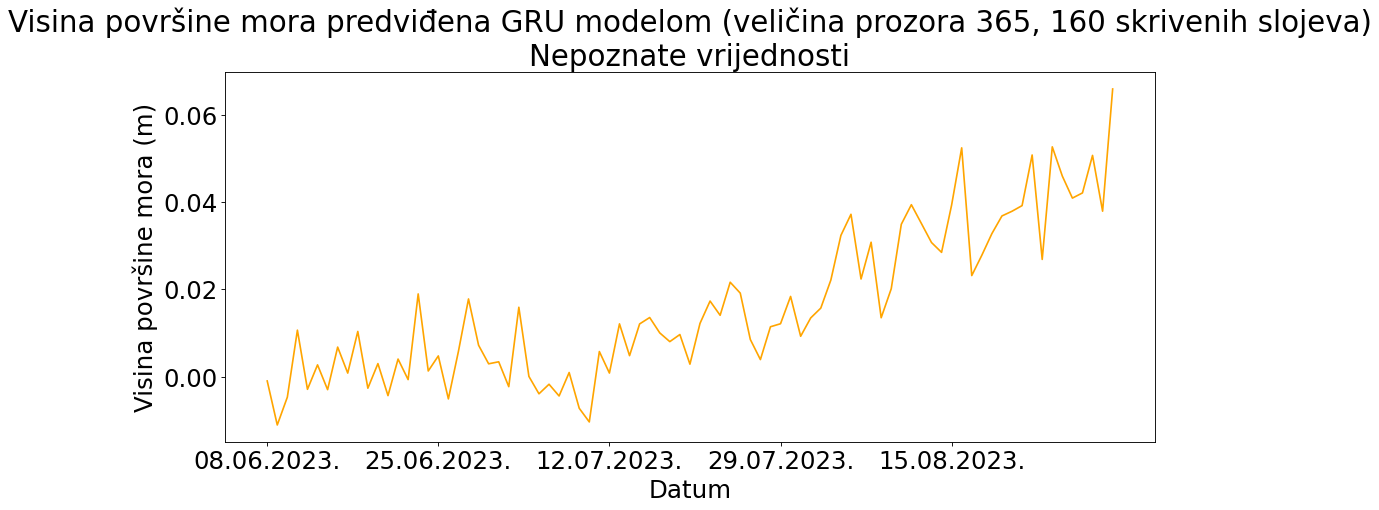 Visina površine mora predviđena GRU modelom (veličina prozora 365, 160 skrivenih slojeva)
Nepoznate vrijednosti
Visina površine mora (m)
0.06
0.04
0.02
0.00
08.06.2023. 25.06.2023. 12.07.2023. 29.07.2023. 15.08.2023.
Datum